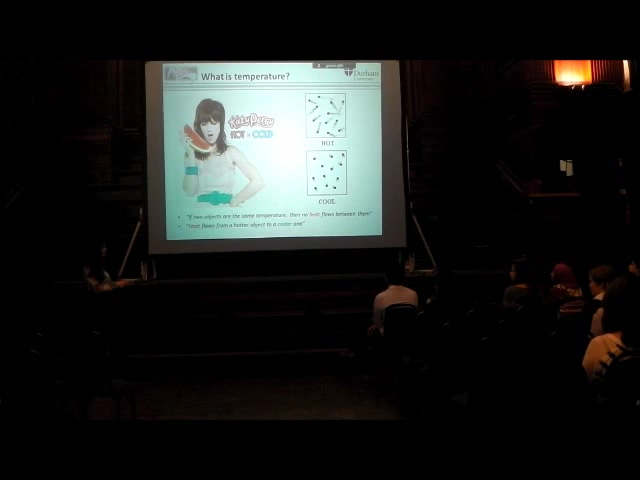 What is temperature?
Durham
University
Katy Perry
HOT n COLD
HOT
COOL
• "If two objects are the same temperature, then no heat flows between them"
• "Heat flows from a hotter object to a colder one"